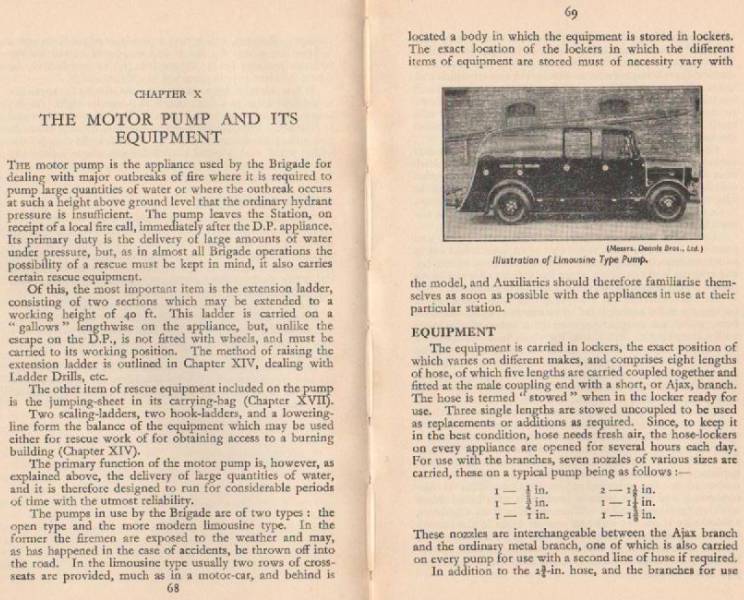 CHAPTER X
THE MOTOR PUMP AND ITS
EQUIPMENT
THE motor pump is the appliance used by the Brigade for
dealing with major outbreaks of fire where it is required to
pump large quantities of water or where the outbreak occurs
at such a height above ground level that the ordinary hydrant
pressure is insufficient. The pump leaves the Station, on
receipt of a local fire call, immediately after the D.P. appliance.
Its primary duty is the delivery of large amounts of water
under pressure, but, as in almost all Brigade operations the
possibility of a rescue must be kept in mind, it also carries
certain rescue equipment.
Of this, the most important item is the extension ladder,
consisting of two sections which may be extended to a
working height of 40 ft. This ladder is carried on a
" gallows " lengthwise on the appliance, but, unlike the
escape on the D.P., is not fitted with wheels, and must be
carried to its working position. The method of raising the
extension ladder is outlined in Chapter XIV, dealing with
Ladder Drills, etc.
The other item of rescue equipment included on the pump
is the jumping-sheet in its carrying-bag (Chapter XVII).
Two scaling-ladders, two hook-ladders, and a lowering-
line form the balance of the equipment which may be used
either for rescue work of for obtaining access to a burning
building (Chapter XIV).
The primary function of the motor pump is, however, as
explained above, the delivery of large quantities of water,
and it is therefore designed to run for considerable periods
of time with the utmost reliability.
The pumps in use by the Brigade are of two types : the
open type and the more modern limousine type. In the
former the firemen are exposed to the weather and may,
as has happened in the case of accidents, be thrown off into
the road. In the limousine type usually two rows of cross-
seats are provided, much as in a motor-car, and behind is
68
69
located a body in which the equipment is stored in lockers.
The exact location of the lockers in which the different
items of equipment are stored must of necessity vary with
(Messrs. Dennis Bros., Ltd.)
Illustration of Limousine Type Pump.
the model, and Auxiliaries should therefore familiarise them-
selves as soon as possible with the appliances in use at their
particular station.
EQUIPMENT
The equipment is carried in lockers, the exact position of
which varies on different makes, and comprises eight lengths
of hose, of which five lengths are carried coupled together and
fitted at the male coupling end with a short, or Ajax, branch.
The hose is termed " stowed " when in the locker ready for
use. Three single lengths are stowed uncoupled to be used
as replacements or additions as required. Since, to keep it
in the best condition, hose needs fresh air, the hose-lockers
on every appliance are opened for several hours each day.
For use with the branches, seven nozzles of various sizes are
carried, these on a typical pump being as follows :—
1 — in. 2 — in.
1 — in. 1 — in.
1 — 1 in. 1 — in.
These nozzles are interchangeable between the Ajax branch
and the ordinary metal branch, one of which is also carried
on every pump for use with a second line of hose if required.
In addition to the hose, and the branches for use